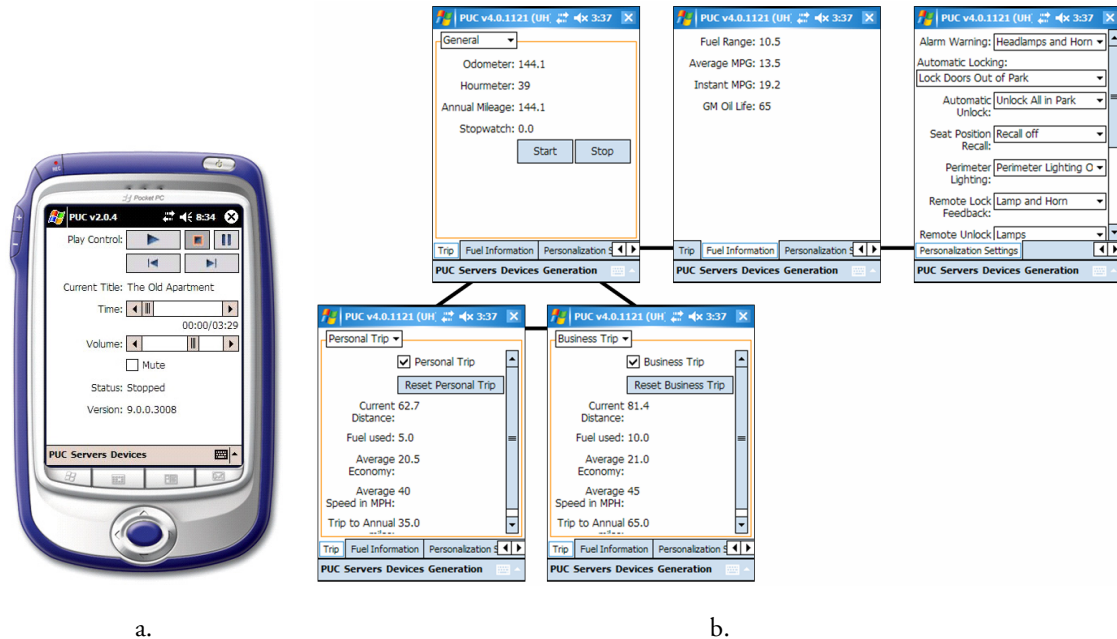 REC
Pocket PC
PUC v2.0.4 8:34
Play Control:
Current Title: The Old Apartment
Time:
00:00/03:29
Volume:
Mute
Status: Stopped
Version: 9.0.0.3008
PUC Servers Devices
a.
PUC v4.0.1121 (UH 3:37
General
Odometer: 144.1
Hourmeter: 39
Annual Mileage: 144.1
Stopwatch: 0.0
Start Stop
Trip Fuel Information Personalization S
PUC Servers Devices Generation
PUC v4.0.1121 (UH 3:37
Fuel Range: 10.5
Average MPG: 13.5
Instant MPG: 19.2
GM Oil Life: 65
Trip Fuel Information Personalization S
PUC Servers Devices Generation
PUC v4.0.1121 (UH 3:37
Alarm Warning: Headlamps and Horn
Automatic Locking:
Lock Doors Out of Park
Automatic Unlock All in Park
Unlock:
Seat Position Recall off
Recall:
Perimeter Perimeter Lighting O
Lighting:
Remote Lock Lamp and Horn
Feedback:
Remote Unlock Lamps
Personalization Settings
PUC Servers Devices Generation
PUC v4.0.1121 (UH 3:37
Personal Trip
Personal Trip
Reset Personal Trip
Current 62.7
Distance:
Fuel used: 5.0
Average 20.5
Economy:
Average 40
Speed in MPH:
Trip to Annual 35.0
Trip Fuel Information Personalization S
PUC Servers Devices Generation
PUC v4.0.1121 (UH 3:37
Business Trip
Business Trip
Reset Business Trip
Current 81.4
Distance:
Fuel used: 10.0
Average 21.0
Economy:
Average 45
Speed in MPH:
Trip to Annual 65.0
Trip Fuel Information Personalization S
PUC Servers Devices Generation
b.